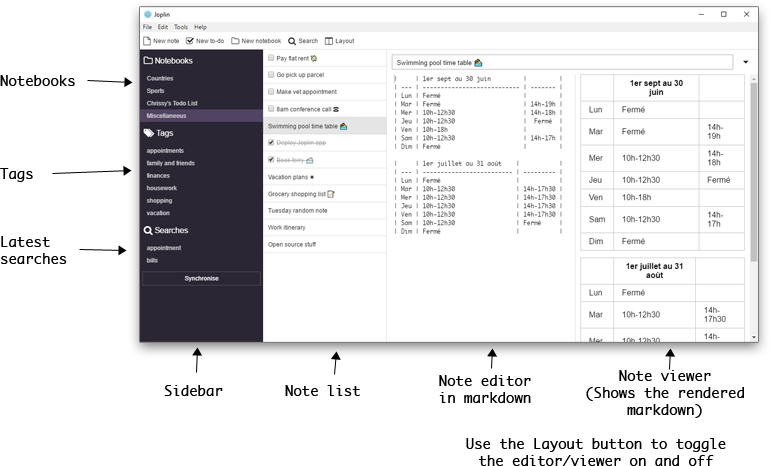 Joplin
File Edit Tools Help
New note New to-do New notebook Search Layout
Notebooks
Countries
Sports
Chrissy's Todo List
Miscellaneous
Tags
appointments
family and friends
finances
housework
shopping
vacation
Searches
appointment
bills
Synchronise
Pay flat rent
Go pick up parcel
Make vet appointment
8am conference call
Swimming pool time table
Deploy Joplin app
Book ferry
Vacation plans
Grocery shopping list
Tuesday random note
Work itinerary
Open source stuff
Swimming pool time table
| | 1er sept au 30 juin | |
| --- | --------------------------- | ------- |
| Lun | Fermé
| Mar | Fermé | 14h-19h |
| Mer | 10h-12h30 | 14h-18h |
| Jeu | 10h-12h30 | Fermé |
| Ven | 10h-18h | |
| Sam | 10h-12h30 | 14h-17h |
| Dim | Fermé
| | 1er juillet au 31 août | |
| --- | ------------------------- | --------- |
| Lun | Fermé
| Mar | 10h-12h30 | 14h-17h30 |
| Mer | 10h-12h30 | 14h-17h30 |
| Jeu | 10h-12h30 | 14h-17h30 |
| Ven | 10h-12h30 | 14h-17h30 |
| Sam | 10h-12h30 | Fermé |
| Dim | Fermé
1er sept au 30
juin
Lun Fermé
Mar Fermé 14h-
19h
Mer 10h-12h30 14h-
18h
Jeu 10h-12h30 Fermé
Ven 10h-18h
Sam 10h-12h30 14h-
17h
Dim Fermé
1er juillet au 31
août
Lun Fermé
Mar 10h-12h30 14h-
17h30
Mer 10h-12h30 14h-
Notebooks
Tags
Latest
searches
Sidebar
Note list
Note editor
in markdown
Note viewer
(Shows the rendered
markdown)
Use the Layout button to toggle
the editor/viewer on and off